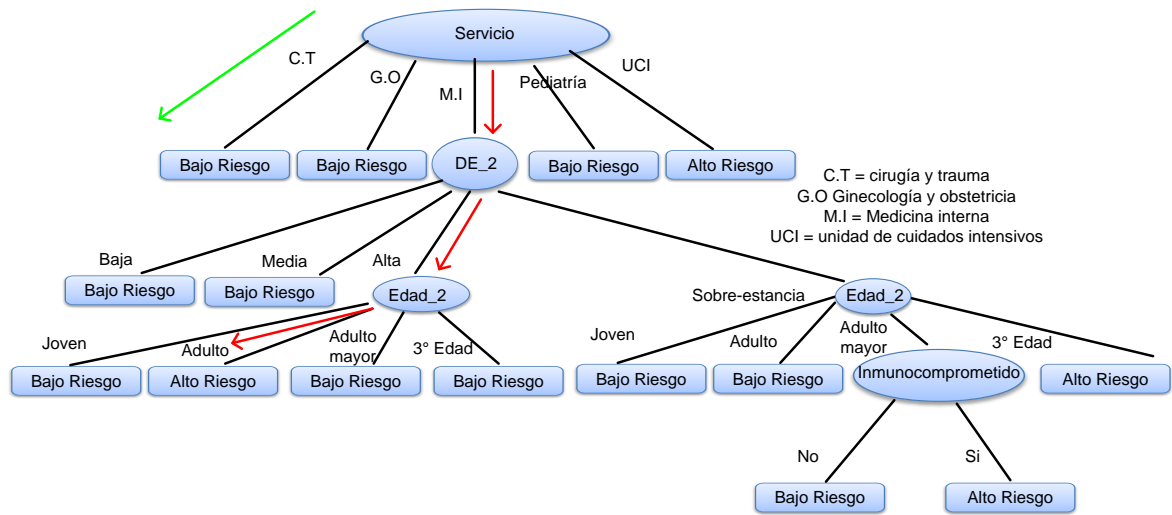 Servicio
C.T
G.O
M.I
Pediatría
UCI
Bajo Riesgo
Bajo Riesgo
DE_2
Bajo Riesgo
Alto Riesgo
C.T = cirugía y trauma
G.O Ginecología y obstetricia
M.I = Medicina interna
UCI = unidad de cuidados intensivos
Baja
Media
Alta
Sobre-estancia
Bajo Riesgo
Bajo Riesgo
Edad_2
Edad_2
Joven
Adulto
Adulto
mayor
3° Edad
Joven
Adulto
Adulto
mayor
3° Edad
Bajo Riesgo
Alto Riesgo
Bajo Riesgo
Bajo Riesgo
Bajo Riesgo
Bajo Riesgo
Inmunocomprometido
Alto Riesgo
No
Si
Bajo Riesgo
Alto Riesgo